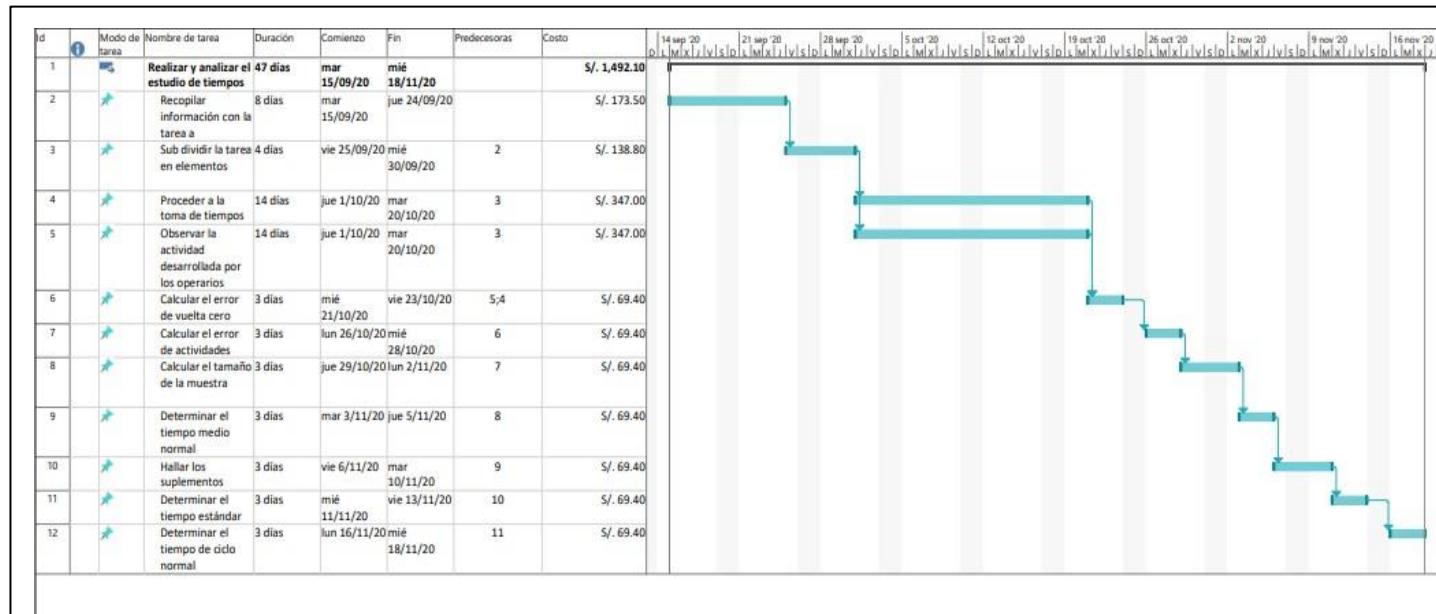 Id Modo de tarea Nombre de tarea Duración Comienzo Fin Predecesoras Costo
14 sep '20 21 sep '20 28 sep '20 5 oct '20 12 oct '20 19 oct '20 26 oct '20 2 nov '20 9 nov '20 16 nov '20
D L M X J V S D L M X J V S D L M X J V S D L M X J V S D L M X J V S D L M X J V S D L M X J V S D L M X J V S D L M X J V S D L M X J
1 Realizar y analizar el 47 días mar mié S/. 1,492.10
estudio de tiempos 15/09/20 18/11/20
2 Recopilar 8 días mar jue 24/09/20 S/. 173.50
información con la 15/09/20
tarea a
3 Sub dividir la tarea 4 días vie 25/09/20 mié 2 S/. 138.80
en elementos 30/09/20
4 Proceder a la 14 días jue 1/10/20 mar 3 S/. 347.00
toma de tiempos 20/10/20
5 Observar la 14 días jue 1/10/20 mar 3 S/. 347.00
actividad 20/10/20
desarrollada por
los operarios
6 Calcular el error 3 días mié vie 23/10/20 5;4 S/. 69.40
de vuelta cero 21/10/20
7 Calcular el error 3 días lun 26/10/20 mié 6 S/. 69.40
de actividades 28/10/20
8 Calcular el tamaño 3 días jue 29/10/20 lun 2/11/20 7 S/. 69.40
de la muestra
9 Determinar el 3 días mar 3/11/20 jue 5/11/20 8 S/. 69.40
tiempo medio
normal
10 Hallar los 3 días vie 6/11/20 mar 9 S/. 69.40
suplementos 10/11/20
11 Determinar el 3 días mié vie 13/11/20 10 S/. 69.40
tiempo estándar 11/11/20
12 Determinar el 3 días lun 16/11/20 mié 11 S/. 69.40
tiempo de ciclo 18/11/20
normal